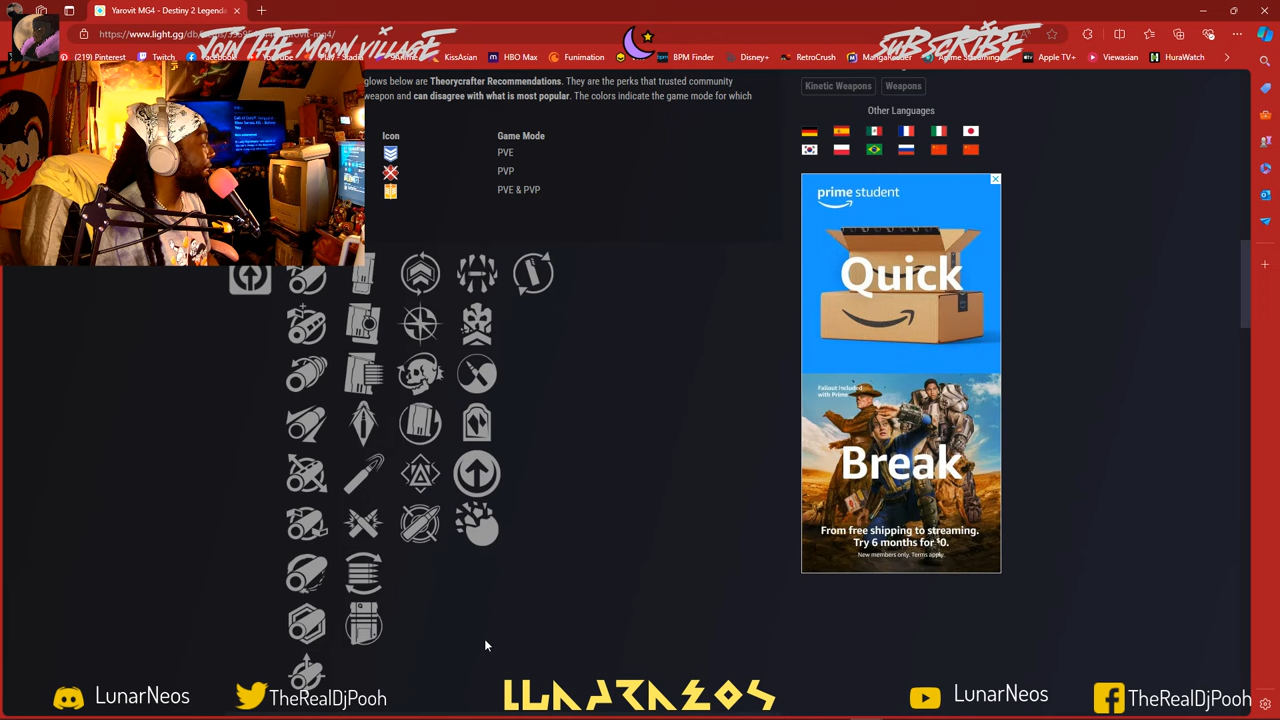 Yarovit MG4 - Destiny 2 Legenda
https://www.light.gg/db/
JOIN THE MOON VILLAGE
SUBSCRIBE
(219) Pinterest
Twitch
Facebook
KissAsian
HBO Max
Funimation
BPM Finder
Disney+
RetroCrush
MangaReader
Anime Streaming
Apple TV+
Viewasian
HuraWatch
glows below are Theorycrafter Recommendations. They are the perks that trusted community
weapon and can disagree with what is most popular. The colors indicate the game mode for which
Icon Game Mode
PVE
PVP
PVE & PVP
Kinetic Weapons Weapons
Other Languages
prime student
Quick
Fallout Included
with Prime
Break
From free shipping to streaming.
Try 6 months for $0.
New members only. Terms apply.
LunarNeos
TheRealDjPooh
LUNARNEOS
LunarNeos
TheRealDjPooh